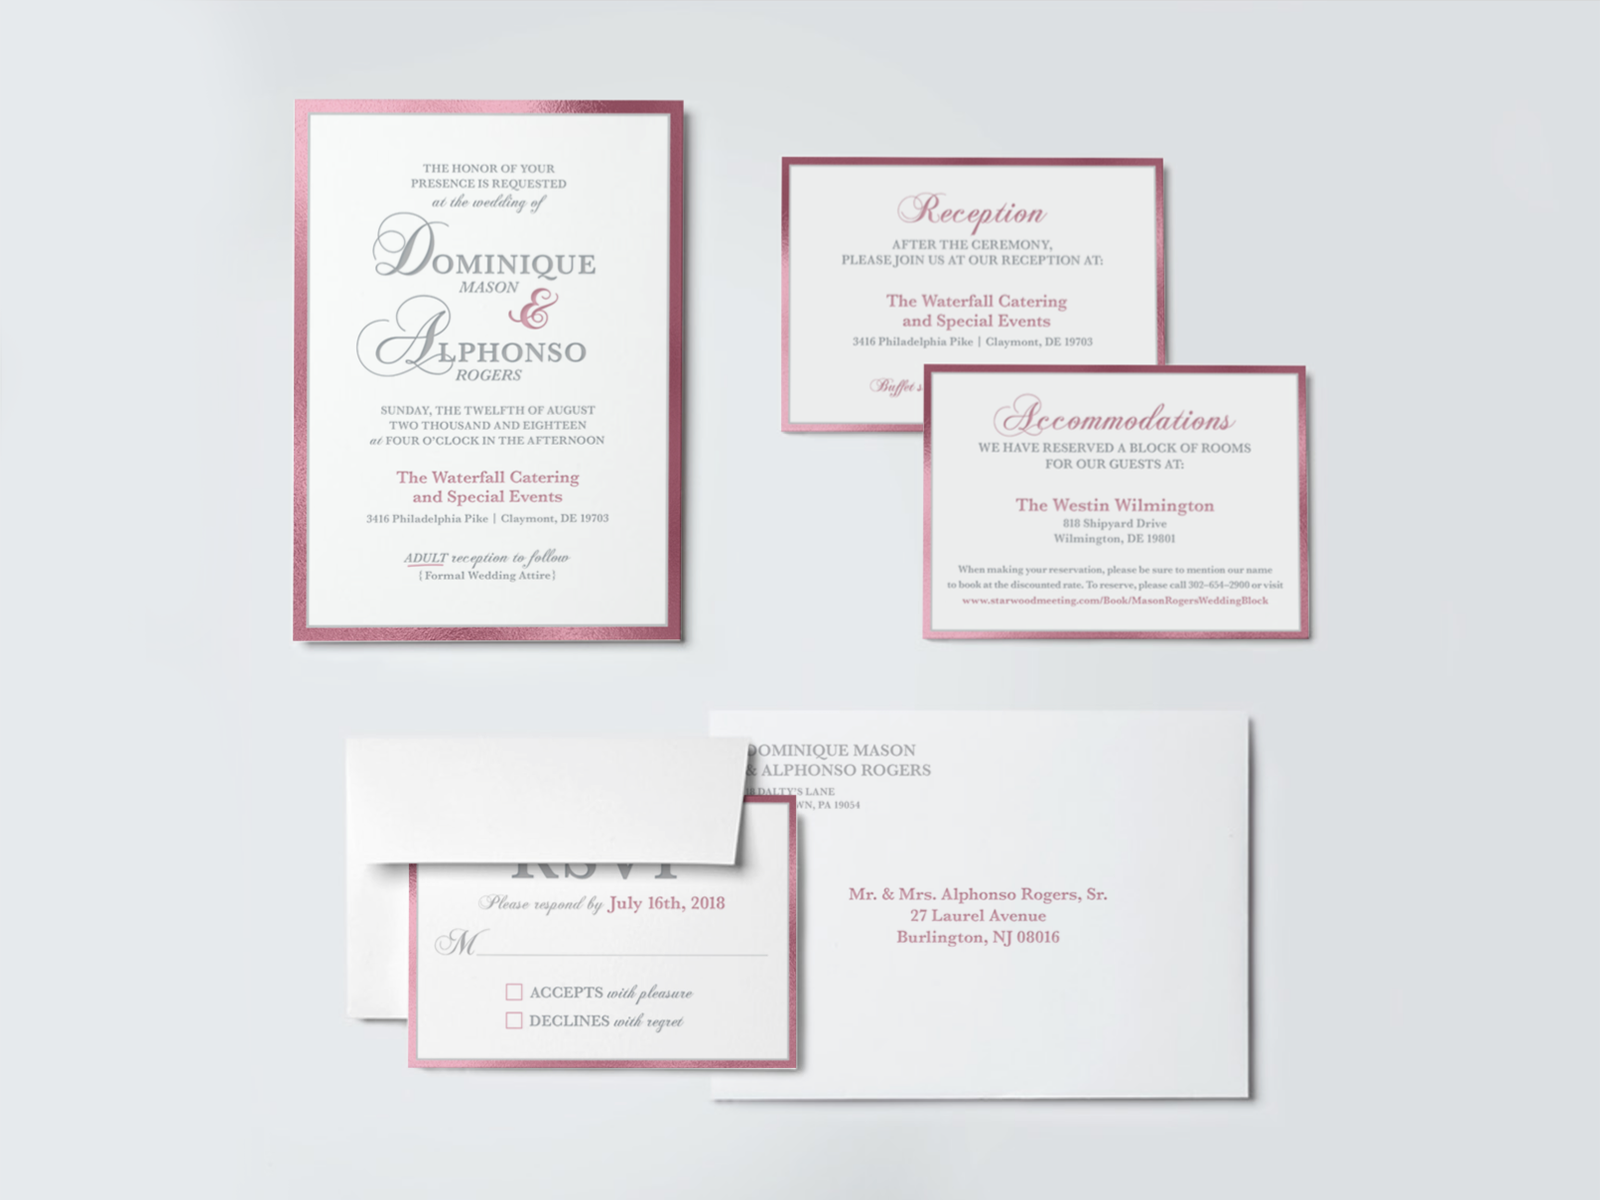 THE HONOR OF YOUR
PRESENCE IS REQUESTED
at the wedding of
DOMINIQUE
MASON
&
ALPHONSO
ROGERS
SUNDAY, THE TWELFTH OF AUGUST
TWO THOUSAND AND EIGHTEEN
at FOUR O'CLOCK IN THE AFTERNOON
The Waterfall Catering
and Special Events
3416 Philadelphia Pike | Claymont, DE 19703
ADULT reception to follow
{Formal Wedding Attire}
Reception
AFTER THE CEREMONY,
PLEASE JOIN US AT OUR RECEPTION AT:
The Waterfall Catering
and Special Events
3416 Philadelphia Pike | Claymont, DE 19703
Buffet
Accommodations
WE HAVE RESERVED A BLOCK OF ROOMS
FOR OUR GUESTS AT:
The Westin Wilmington
818 Shipyard Drive
Wilmington, DE 19801
When making your reservation, please be sure to mention our name
to book at the discounted rate. To reserve, please call 302-654-2900 or visit
www.starwoodmeeting.com/Book/MasonRogersWeddingBlock
RSVP
Please respond by July 16th, 2018
M
ACCEPTS with pleasure
DECLINES with regret
DOMINIQUE MASON
& ALPHONSO ROGERS
DALTY'S LANE
PA 19054
Mr. & Mrs. Alphonso Rogers, Sr.
27 Laurel Avenue
Burlington, NJ 08016